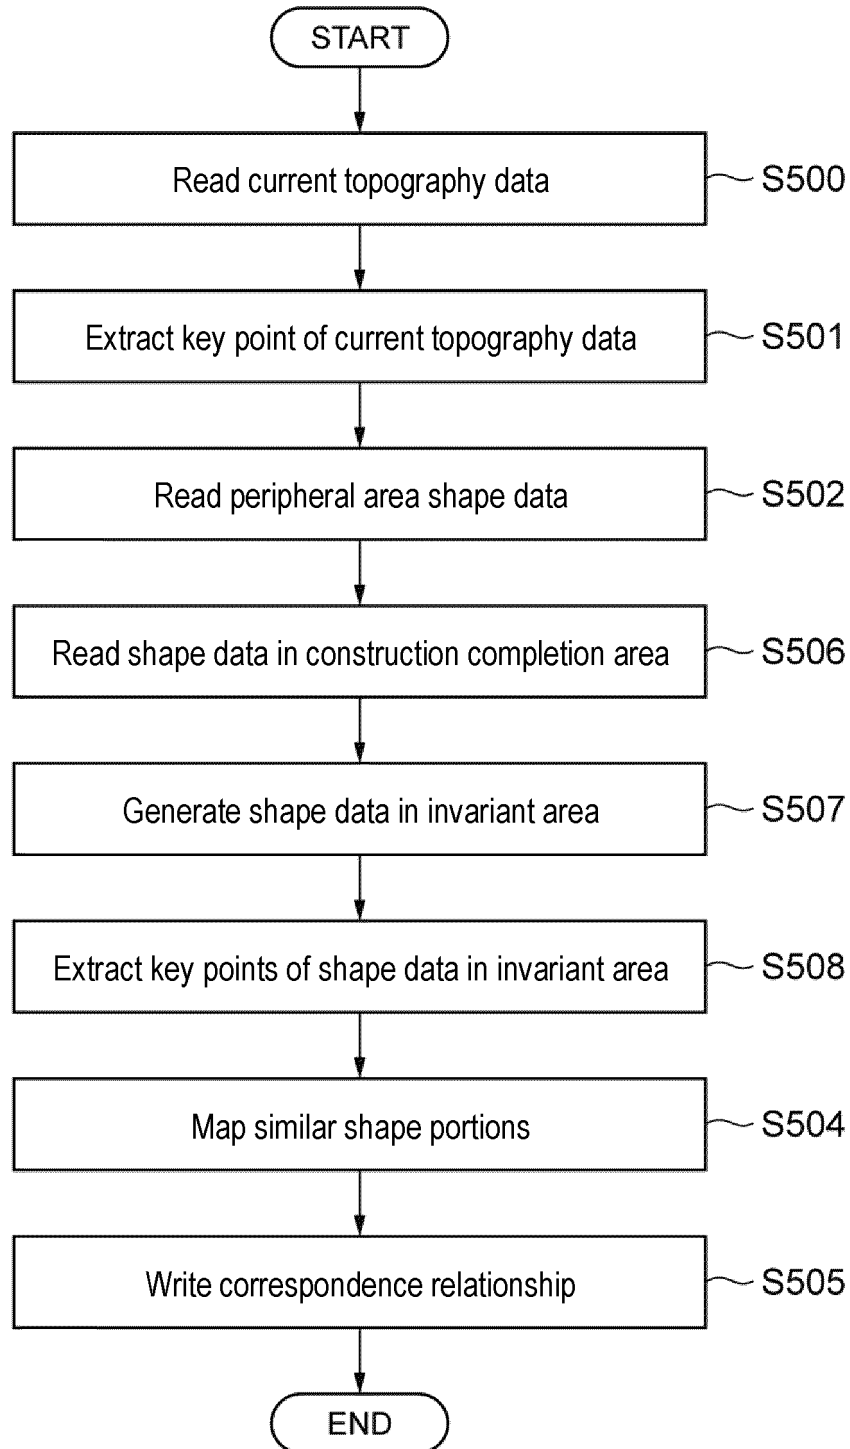 START
Read current topography data
S500
Extract key point of current topography data
S501
Read peripheral area shape data
S502
Read shape data in construction completion area
S506
Generate shape data in invariant area
S507
Extract key points of shape data in invariant area
S508
Map similar shape portions
S504
Write correspondence relationship
S505
END